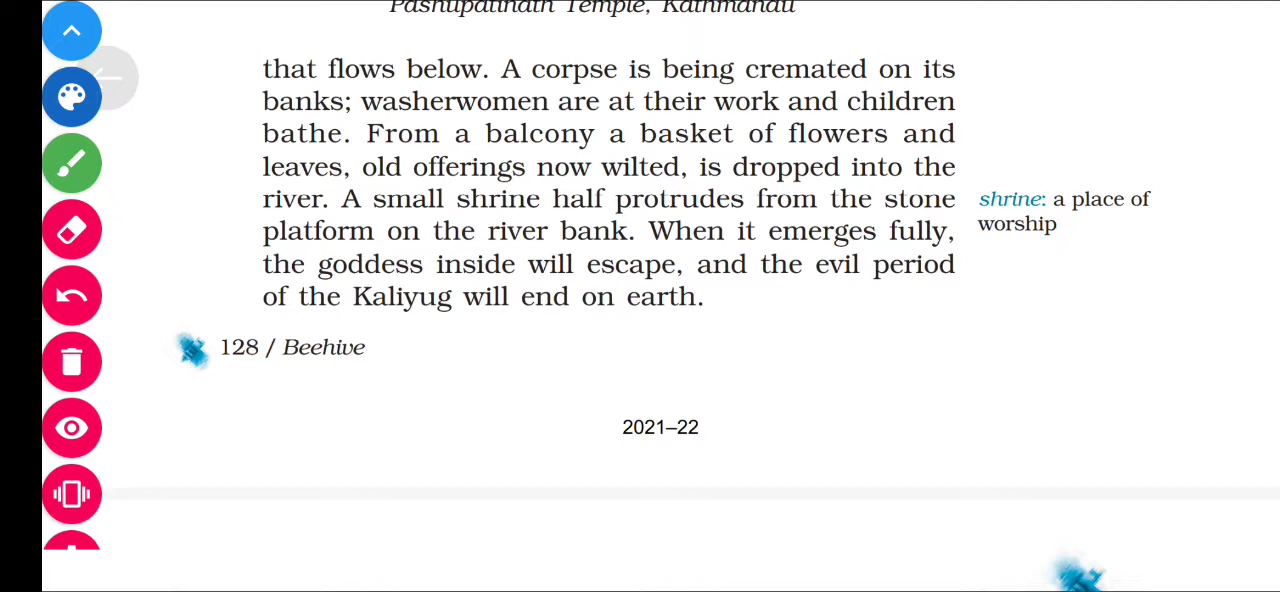 Pashupatinath Temple, Kathmandu
that flows below. A corpse is being cremated on its
banks; washerwomen are at their work and children
bathe. From a balcony a basket of flowers and
leaves, old offerings now wilted, is dropped into the
river. A small shrine half protrudes from the stone
platform on the river bank. When it emerges fully,
the goddess inside will escape, and the evil period
of the Kaliyug will end on earth.
shrine: a place of
worship
128 / Beehive
2021–22